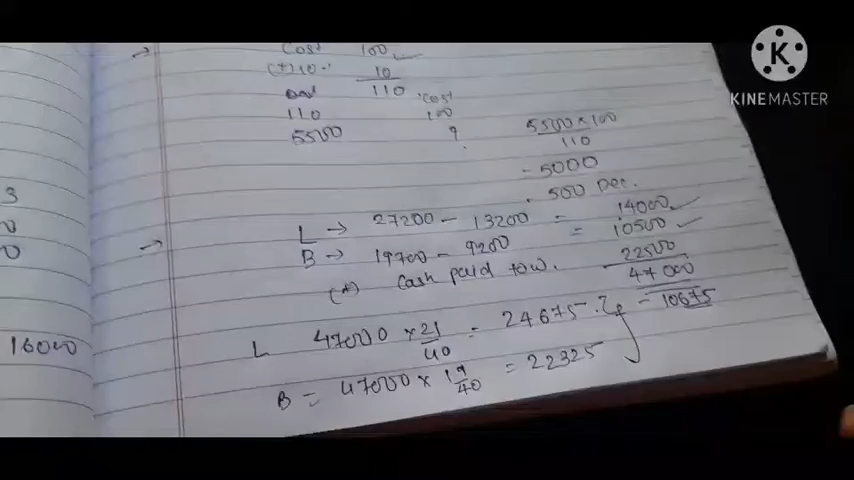 Cost 100
(+) 10 10
110 cost
110 100
5500 ?
5500 × 100
110
- 5000
500 Dec.
L → 27200 - 13200 = 14000
B → 19700 - 9200 = 10500
(+) Cash paid to w. 22500
47000
L 47000 × 21/40 = 24675 - 10675
B = 47000 × 19/40 = 22325
3
0
0
16000
KINEMASTER